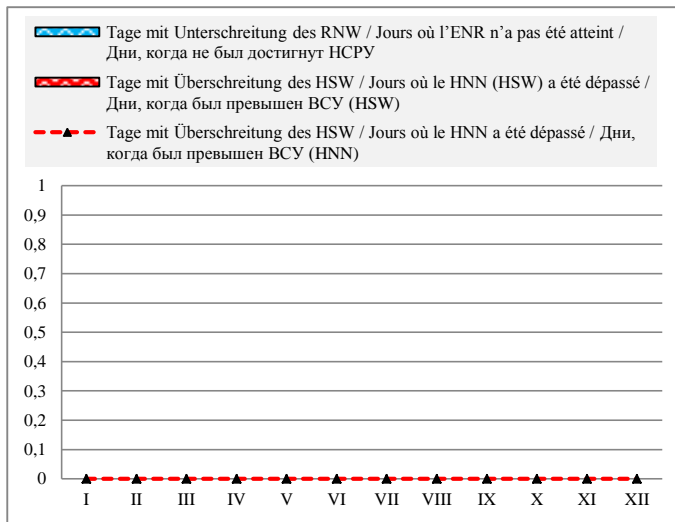 Tage mit Unterschreitung des RNW / Jours où l’ENR n’a pas été atteint /
Дни, когда не был достигнут НСРУ
Tage mit Überschreitung des HSW / Jours où le HNN (HSW) a été dépassé /
Дни, когда был превышен ВСУ (HSW)
Tage mit Überschreitung des HSW / Jours où le HNN a été dépassé / Дни,
когда был превышен ВСУ (HNN)
1
0,9
0,8
0,7
0,6
0,5
0,4
0,3
0,2
0,1
0
I II III IV V VI VII VIII IX X XI XII